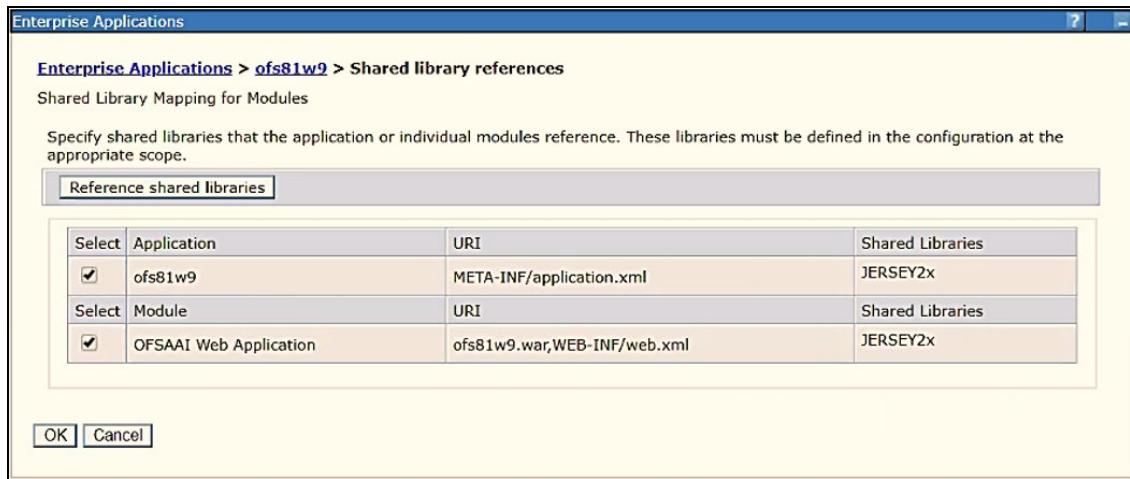 Enterprise Applications ? –
Enterprise Applications > ofs81w9 > Shared library references
Shared Library Mapping for Modules
Specify shared libraries that the application or individual modules reference. These libraries must be defined in the configuration at the
appropriate scope.
Reference shared libraries
Select Application URI Shared Libraries
ofs81w9 META-INF/application.xml JERSEY2x
Select Module URI Shared Libraries
OFSAAI Web Application ofs81w9.war,WEB-INF/web.xml JERSEY2x
OK Cancel